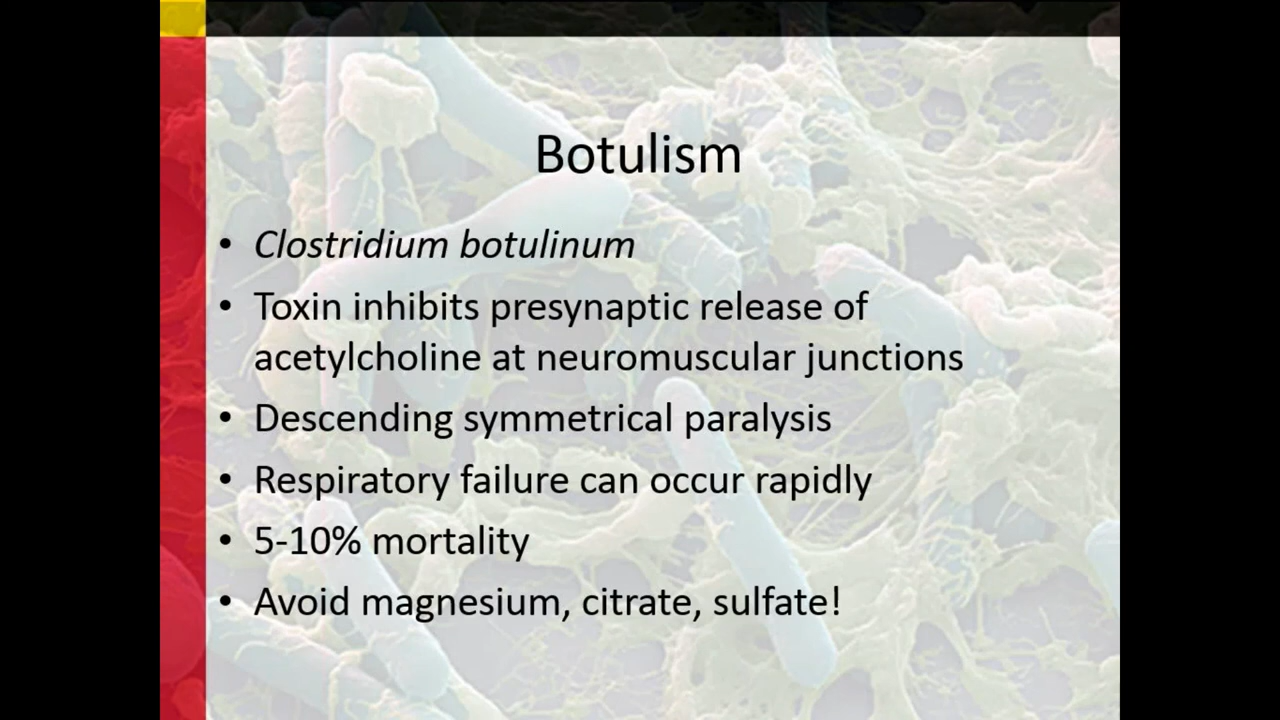 Botulism
• Clostridium botulinum
• Toxin inhibits presynaptic release of
acetylcholine at neuromuscular junctions
• Descending symmetrical paralysis
• Respiratory failure can occur rapidly
• 5-10% mortality
• Avoid magnesium, citrate, sulfate!